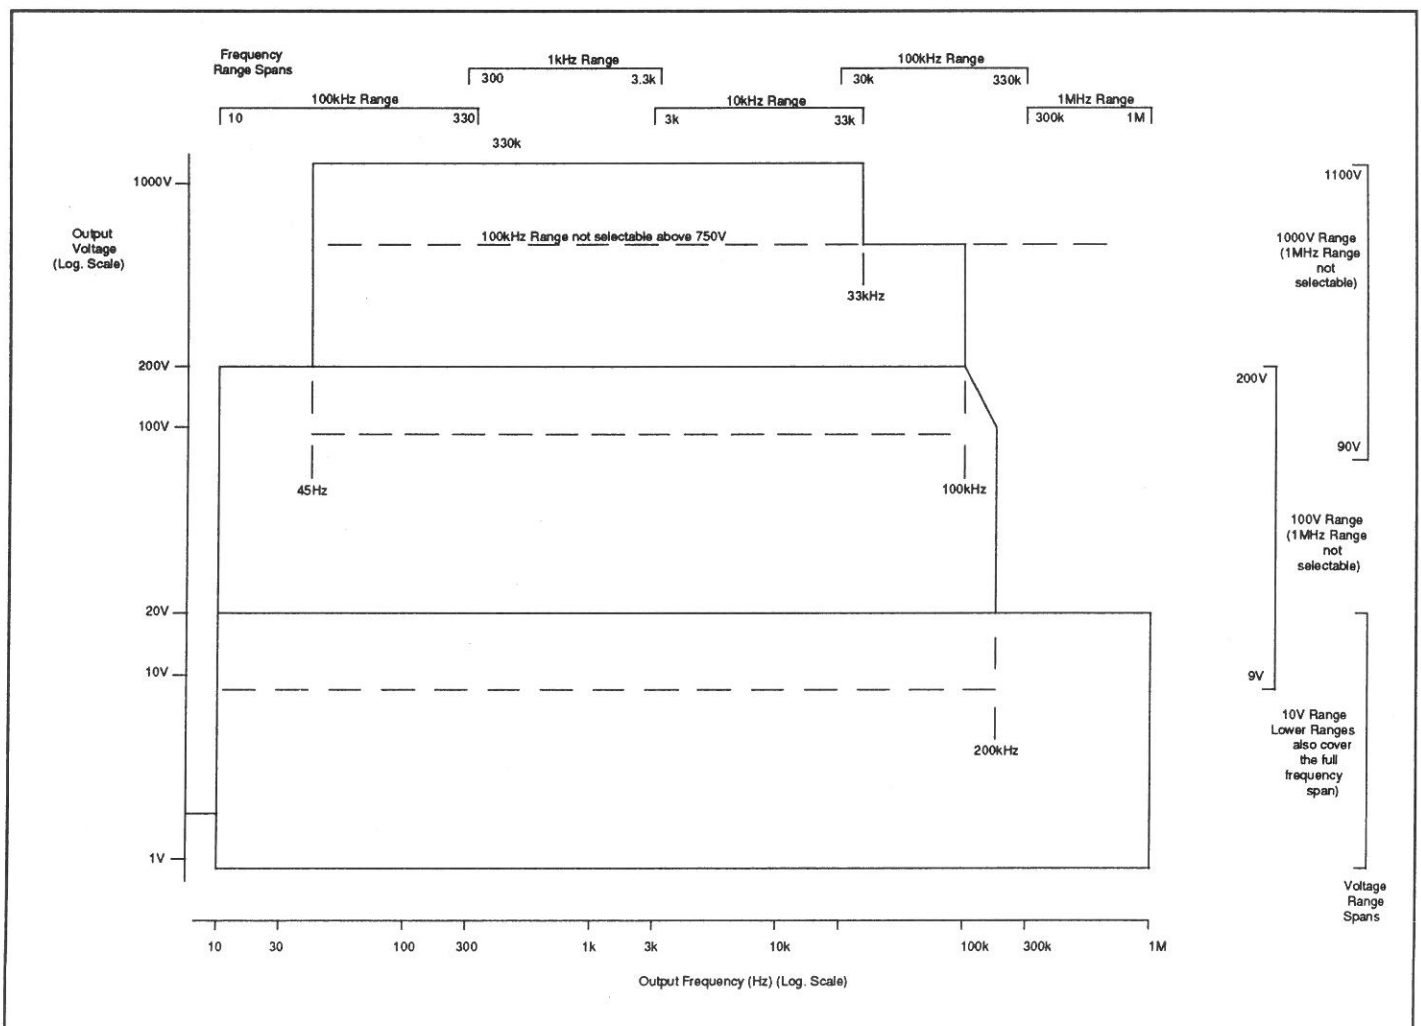 Frequency
Range Spans
1kHz Range
300 3.3k
100kHz Range
30k 330k
100kHz Range
10 330
10kHz Range
3k 33k
1MHz Range
300k 1M
330k
1000V
1100V
Output
Voltage
(Log. Scale)
100kHz Range not selectable above 750V
1000V Range
(1MHz Range
not
selectable)
33kHz
200V
200V
100V
90V
45Hz
100kHz
100V Range
(1MHz Range
not
selectable)
20V
10V
9V
10V Range
Lower Ranges
also cover
the full
frequency
span)
200kHz
1V
Voltage
Range
Spans
10 30 100 300 1k 3k 10k 100k 300k 1M
Output Frequency (Hz) (Log. Scale)